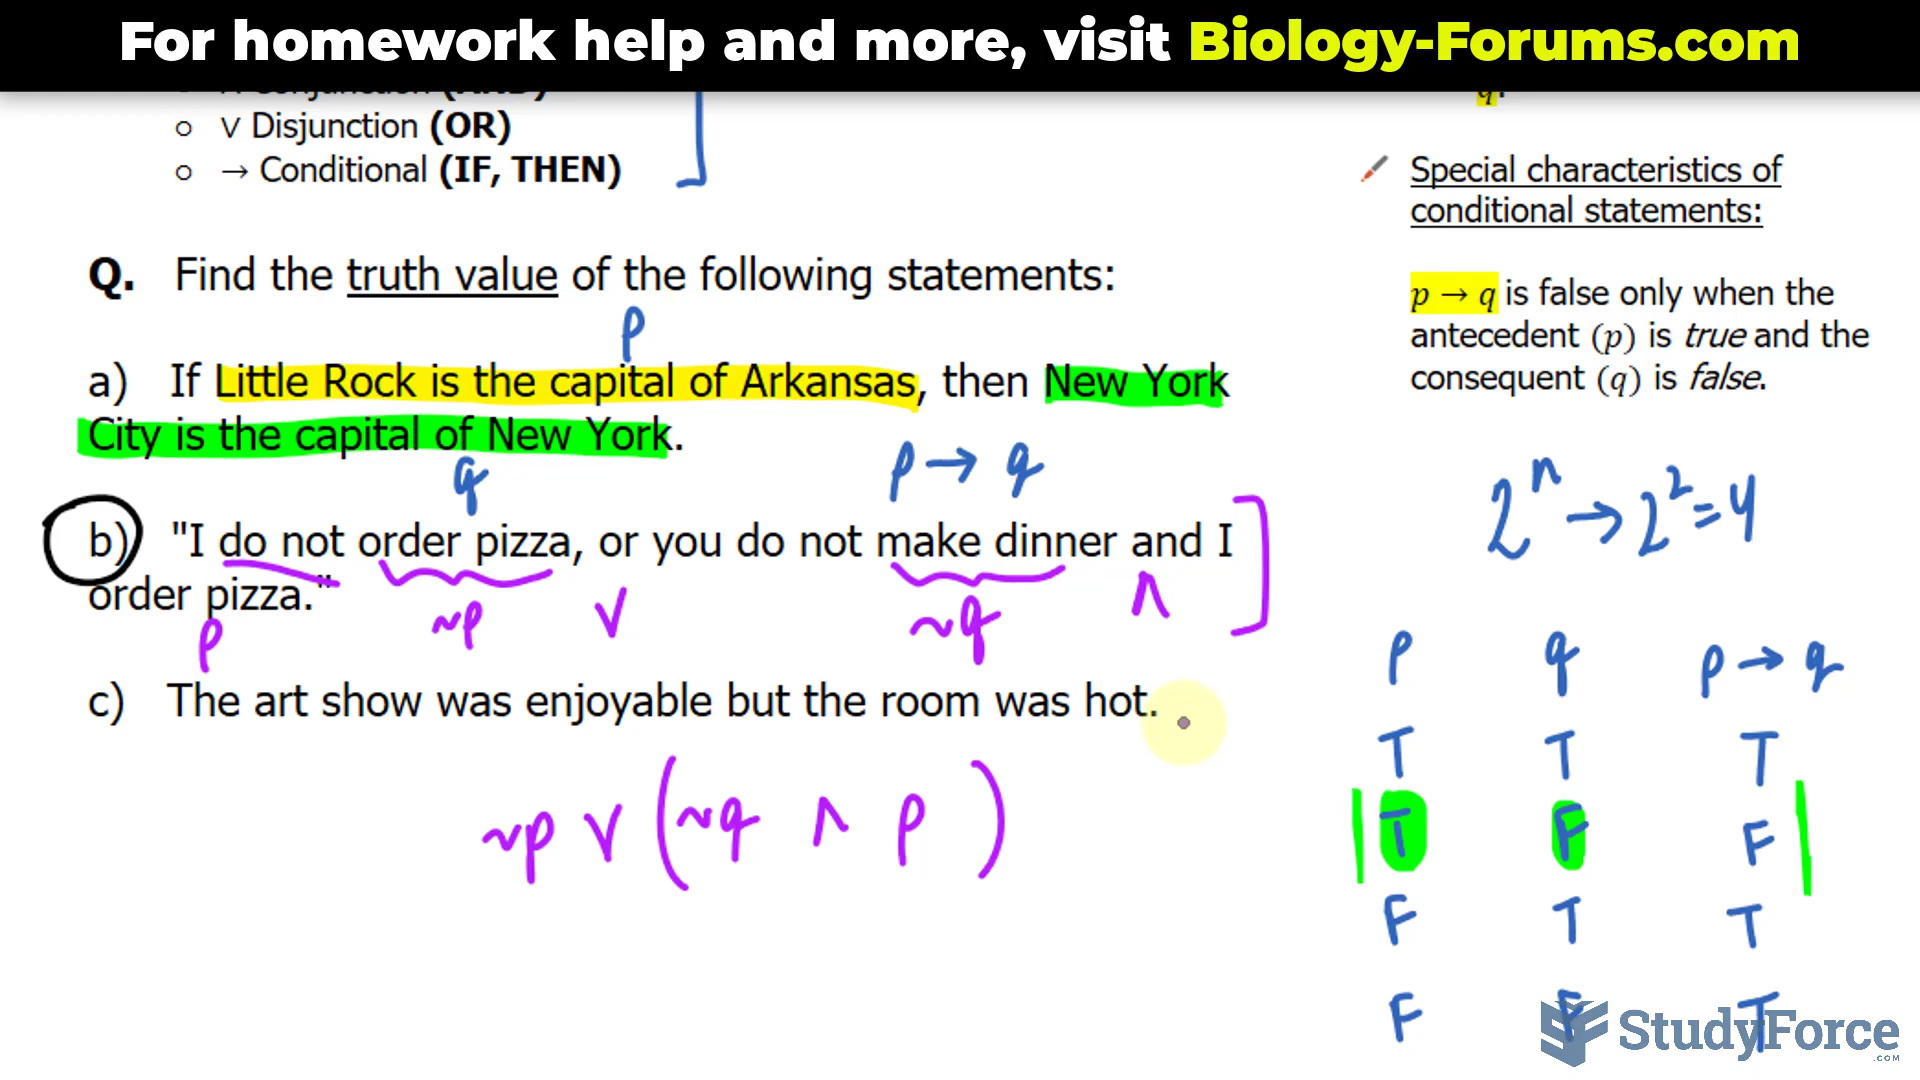 For homework help and more, visit Biology-Forums.com
○ ∨ Disjunction (OR)
○ → Conditional (IF, THEN)
Q. Find the truth value of the following statements:
p
a) If Little Rock is the capital of Arkansas, then New York
City is the capital of New York.
q
p → q
b) "I do not order pizza, or you do not make dinner and I
order pizza."
p ~p ∨ ~q ∧
c) The art show was enjoyable but the room was hot.
~p ∨ (~q ∧ p)
q.
Special characteristics of
conditional statements:
p → q is false only when the
antecedent (p) is true and the
consequent (q) is false.
2ⁿ → 2² = 4
p q p → q
T T T
T F F
F T T
F F T
StudyForce
.COM